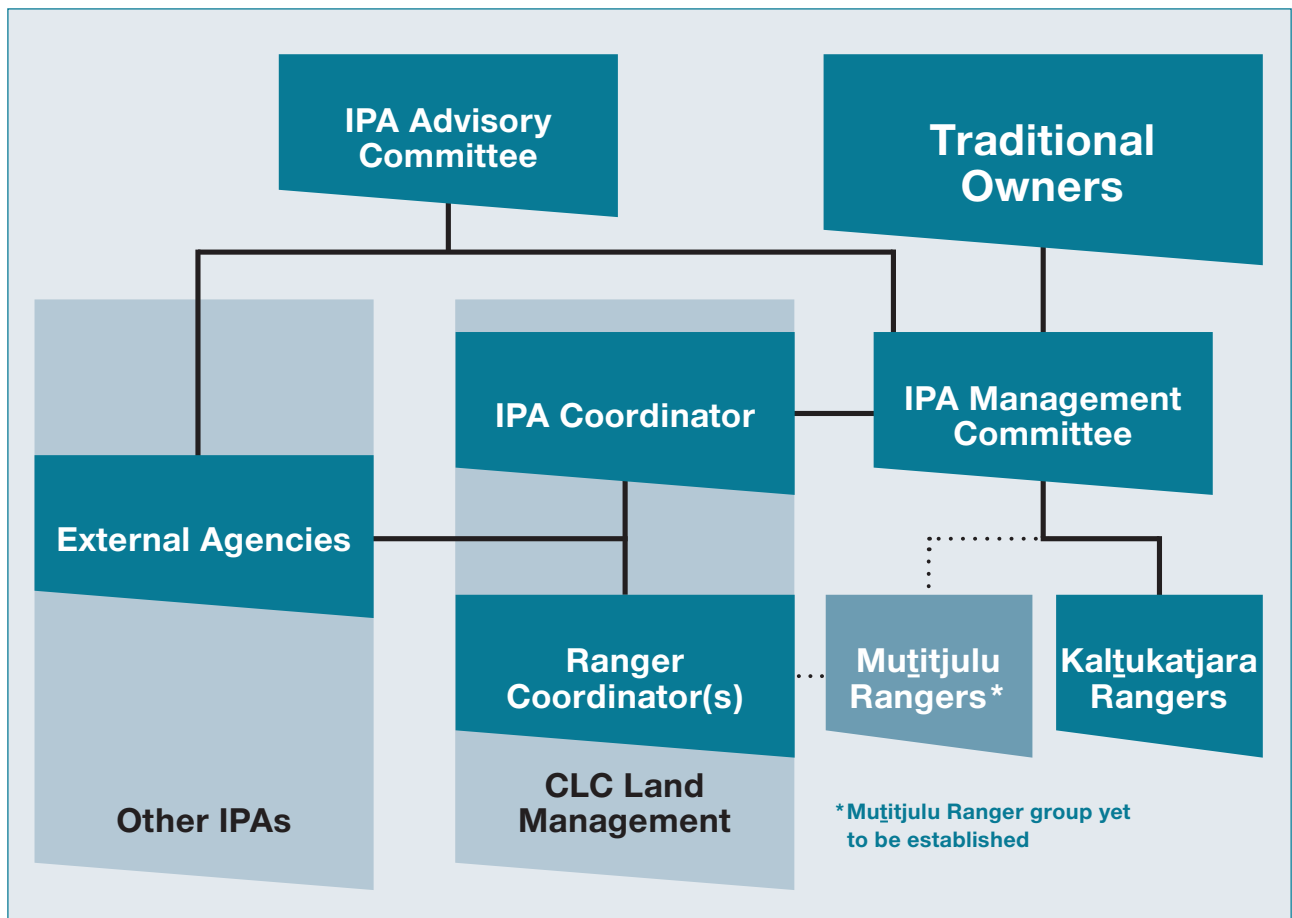 IPA Advisory
Committee
Traditional
Owners
IPA Coordinator
IPA Management
Committee
External Agencies
Ranger
Coordinator(s)
Muṯitjulu
Rangers*
Kalṯukatjara
Rangers
Other IPAs
CLC Land
Management
*Muṯitjulu Ranger group yet
to be established